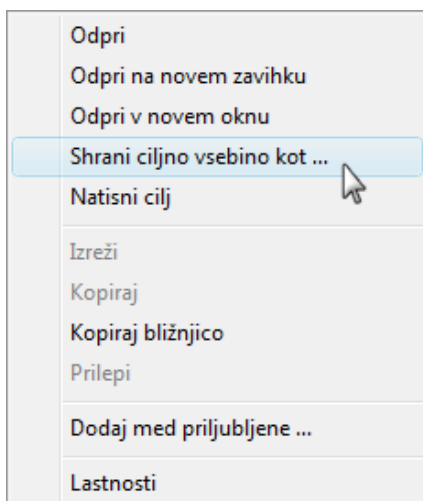 Odpri
Odpri na novem zavihku
Odpri v novem oknu
Shrani ciljno vsebino kot ...
Natisni cilj
Izreži
Kopiraj
Kopiraj bližnjico
Prilepi
Dodaj med priljubljene ...
Lastnosti